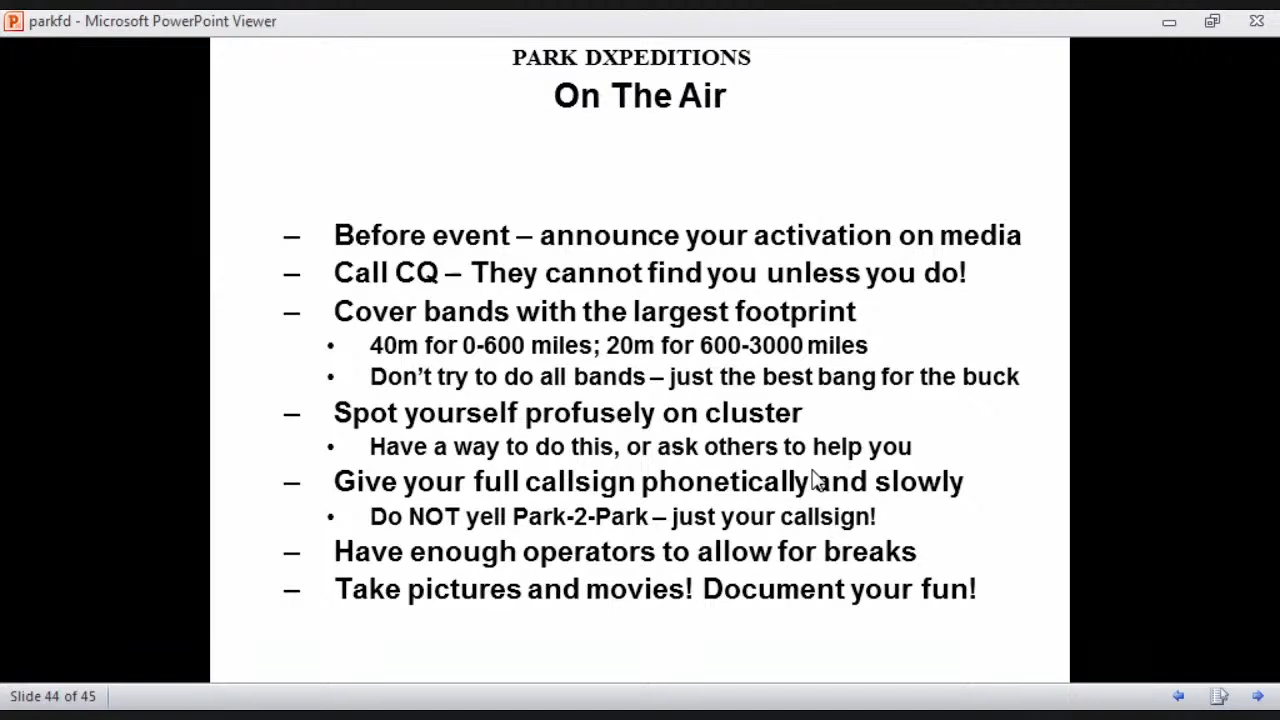 parkfd - Microsoft PowerPoint Viewer
PARK DXPEDITIONS
On The Air
– Before event – announce your activation on media
– Call CQ – They cannot find you unless you do!
– Cover bands with the largest footprint
• 40m for 0-600 miles; 20m for 600-3000 miles
• Don't try to do all bands – just the best bang for the buck
– Spot yourself profusely on cluster
• Have a way to do this, or ask others to help you
– Give your full callsign phonetically and slowly
• Do NOT yell Park-2-Park – just your callsign!
– Have enough operators to allow for breaks
– Take pictures and movies! Document your fun!
Slide 44 of 45